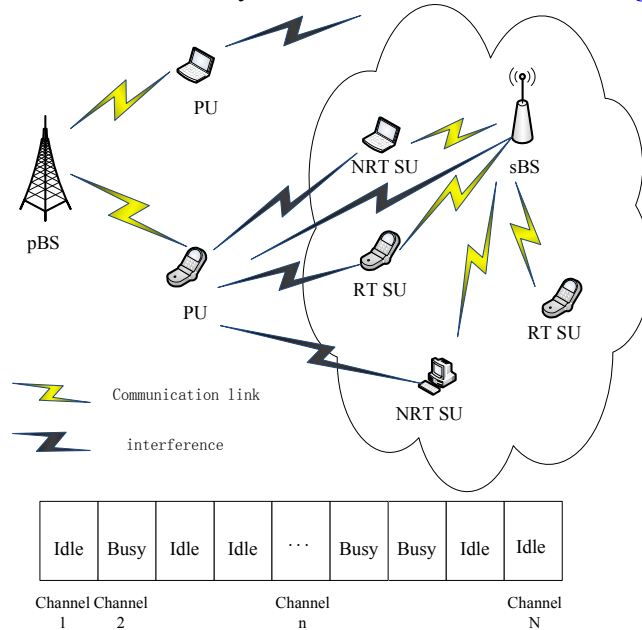 PU
NRT SU
sBS
pBS
PU
RT SU
RT SU
NRT SU
Communication link
interference
Idle Busy Idle Idle ... Busy Busy Idle Idle
Channel Channel Channel Channel
1 2 n N